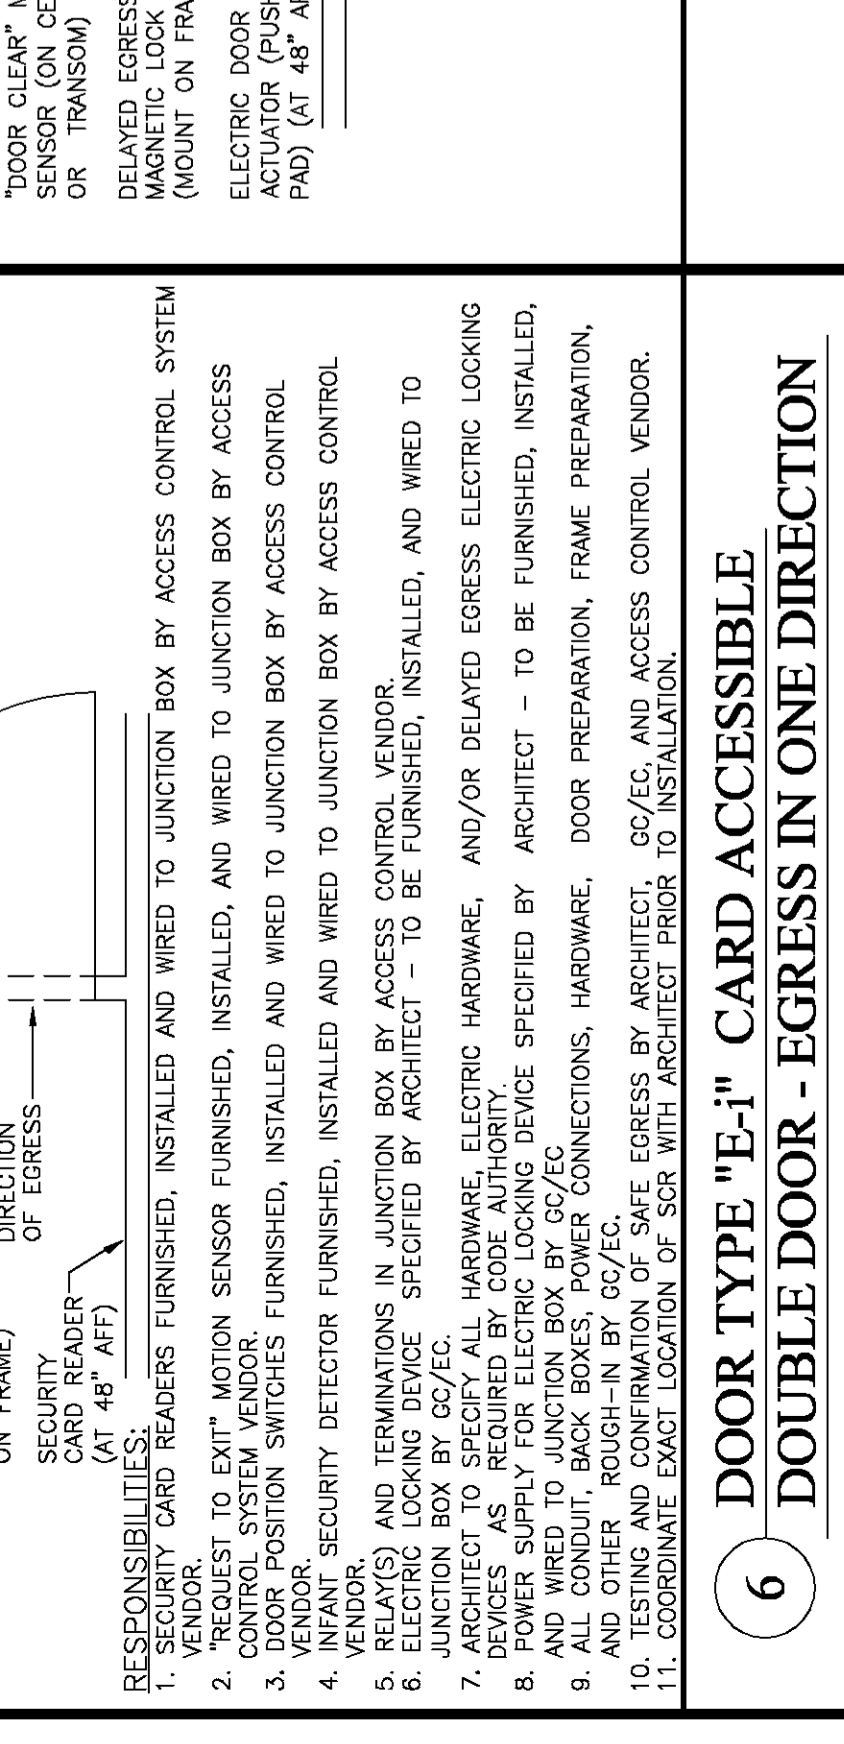 "DOOR CLEAR"
SENSOR (ON
OR TRANSOM)
DELAYED EGRESS
MAGNETIC LOCK
(MOUNT ON
ELECTRIC DOOR
ACTUATOR
PAD) (AT 48"
ON FRAME)
DIRECTION
OF EGRESS
SECURITY
CARD READER
(AT 48" AFF)
RESPONSIBILITIES:
1. SECURITY CARD READERS FURNISHED, INSTALLED AND WIRED TO JUNCTION BOX BY ACCESS CONTROL SYSTEM
VENDOR.
2. "REQUEST TO EXIT" MOTION SENSOR FURNISHED, INSTALLED, AND WIRED TO JUNCTION BOX BY ACCESS
CONTROL SYSTEM VENDOR.
3. DOOR POSITION SWITCHES FURNISHED, INSTALLED AND WIRED TO JUNCTION BOX BY ACCESS CONTROL
VENDOR.
4. INFANT SECURITY DETECTOR FURNISHED, INSTALLED AND WIRED TO JUNCTION BOX BY ACCESS CONTROL
VENDOR.
5. RELAY(S) AND TERMINATIONS IN JUNCTION BOX BY ACCESS CONTROL VENDOR.
6. ELECTRIC LOCKING DEVICE SPECIFIED BY ARCHITECT – TO BE FURNISHED, INSTALLED, AND WIRED TO
JUNCTION BOX BY GC/EC.
7. ARCHITECT TO SPECIFY ALL HARDWARE, ELECTRIC HARDWARE, AND/OR DELAYED EGRESS ELECTRIC LOCKING
DEVICES AS REQUIRED BY CODE AUTHORITY.
8. POWER SUPPLY FOR ELECTRIC LOCKING DEVICE SPECIFIED BY ARCHITECT – TO BE FURNISHED, INSTALLED,
AND WIRED TO JUNCTION BOX BY GC/EC
9. ALL CONDUIT, BACK BOXES, POWER CONNECTIONS, HARDWARE, DOOR PREPARATION, FRAME PREPARATION,
AND OTHER ROUGH-IN BY GC/EC.
10. TESTING AND CONFIRMATION OF SAFE EGRESS BY ARCHITECT, GC/EC, AND ACCESS CONTROL VENDOR.
11. COORDINATE EXACT LOCATION OF SCR WITH ARCHITECT PRIOR TO INSTALLATION.
6
DOOR TYPE "E-i" CARD ACCESSIBLE
DOUBLE DOOR - EGRESS IN ONE DIRECTION